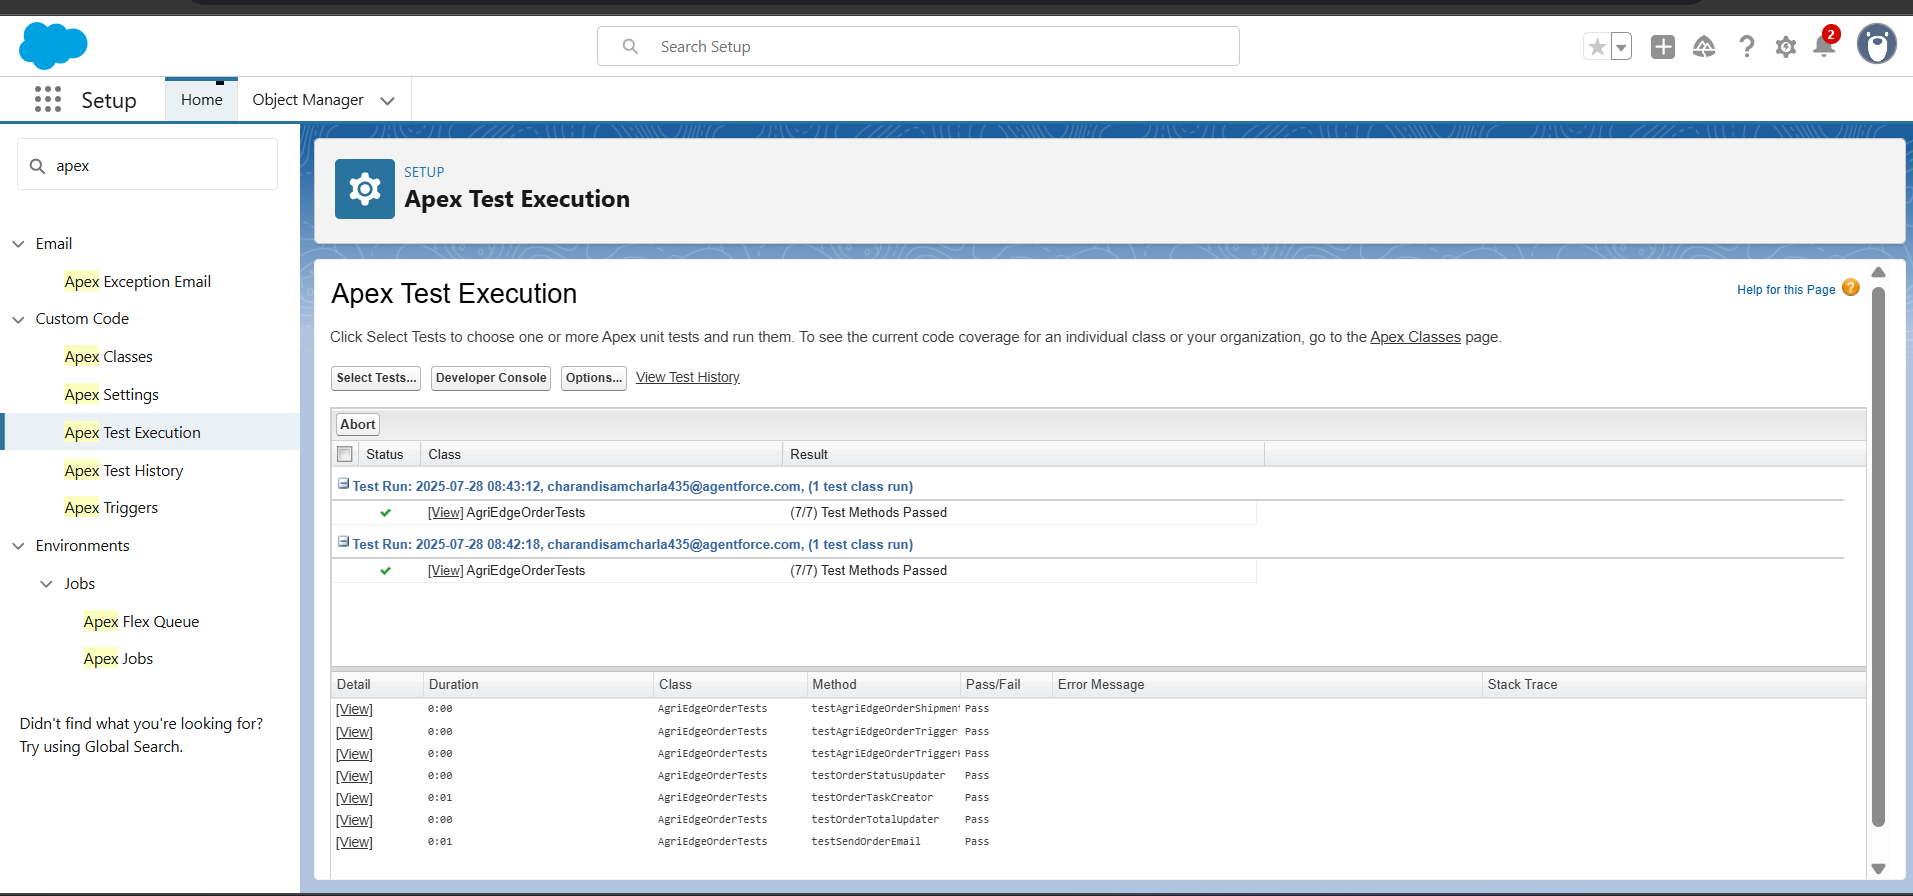 Search Setup
2
Setup
Home
Object Manager
apex
Email
Apex Exception Email
Custom Code
Apex Classes
Apex Settings
Apex Test Execution
Apex Test History
Apex Triggers
Environments
Jobs
Apex Flex Queue
Apex Jobs
Didn't find what you're looking for?
Try using Global Search.
SETUP
Apex Test Execution
Apex Test Execution
Help for this Page ?
Click Select Tests to choose one or more Apex unit tests and run them. To see the current code coverage for an individual class or your organization, go to the Apex Classes page.
Select Tests... Developer Console Options... View Test History
Abort
Status Class Result
Test Run: 2025-07-28 08:43:12, charandisamcharla435@agentforce.com, (1 test class run)
[View] AgriEdgeOrderTests (7/7) Test Methods Passed
Test Run: 2025-07-28 08:42:18, charandisamcharla435@agentforce.com, (1 test class run)
[View] AgriEdgeOrderTests (7/7) Test Methods Passed
Detail Duration Class Method Pass/Fail Error Message Stack Trace
[View] 0:00 AgriEdgeOrderTests testAgriEdgeOrderShipment Pass
[View] 0:00 AgriEdgeOrderTests testAgriEdgeOrderTrigger Pass
[View] 0:00 AgriEdgeOrderTests testAgriEdgeOrderTrigger Pass
[View] 0:00 AgriEdgeOrderTests testOrderStatusUpdater Pass
[View] 0:01 AgriEdgeOrderTests testOrderTaskCreator Pass
[View] 0:00 AgriEdgeOrderTests testOrderTotalUpdater Pass
[View] 0:01 AgriEdgeOrderTests testSendOrderEmail Pass